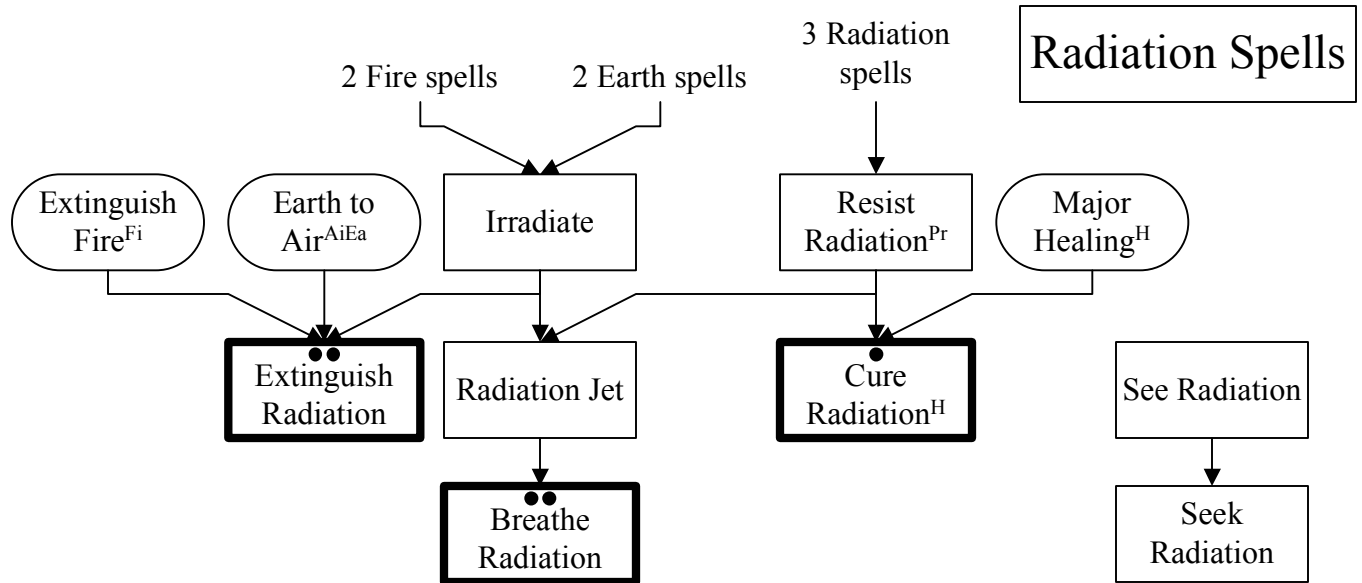 Radiation Spells
3 Radiation
spells
2 Fire spells
2 Earth spells
Extinguish
Fire^Fi
Earth to
Air^AiEa
Irradiate
Resist
Radiation^Pr
Major
Healing^H
●●
Extinguish
Radiation
Radiation Jet
●
Cure
Radiation^H
See Radiation
●●
Breathe
Radiation
Seek
Radiation